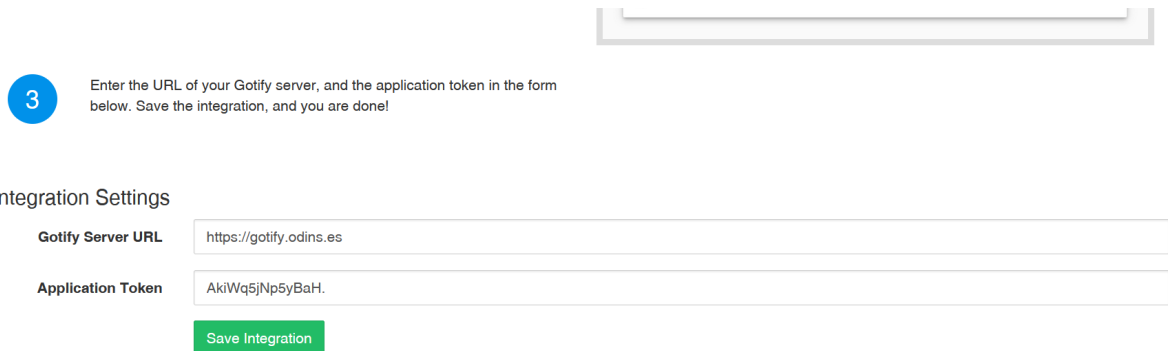 3
Enter the URL of your Gotify server, and the application token in the form
below. Save the integration, and you are done!
ntegration Settings
Gotify Server URL
https://gotify.odins.es
Application Token
AkiWq5jNp5yBaH.
Save Integration